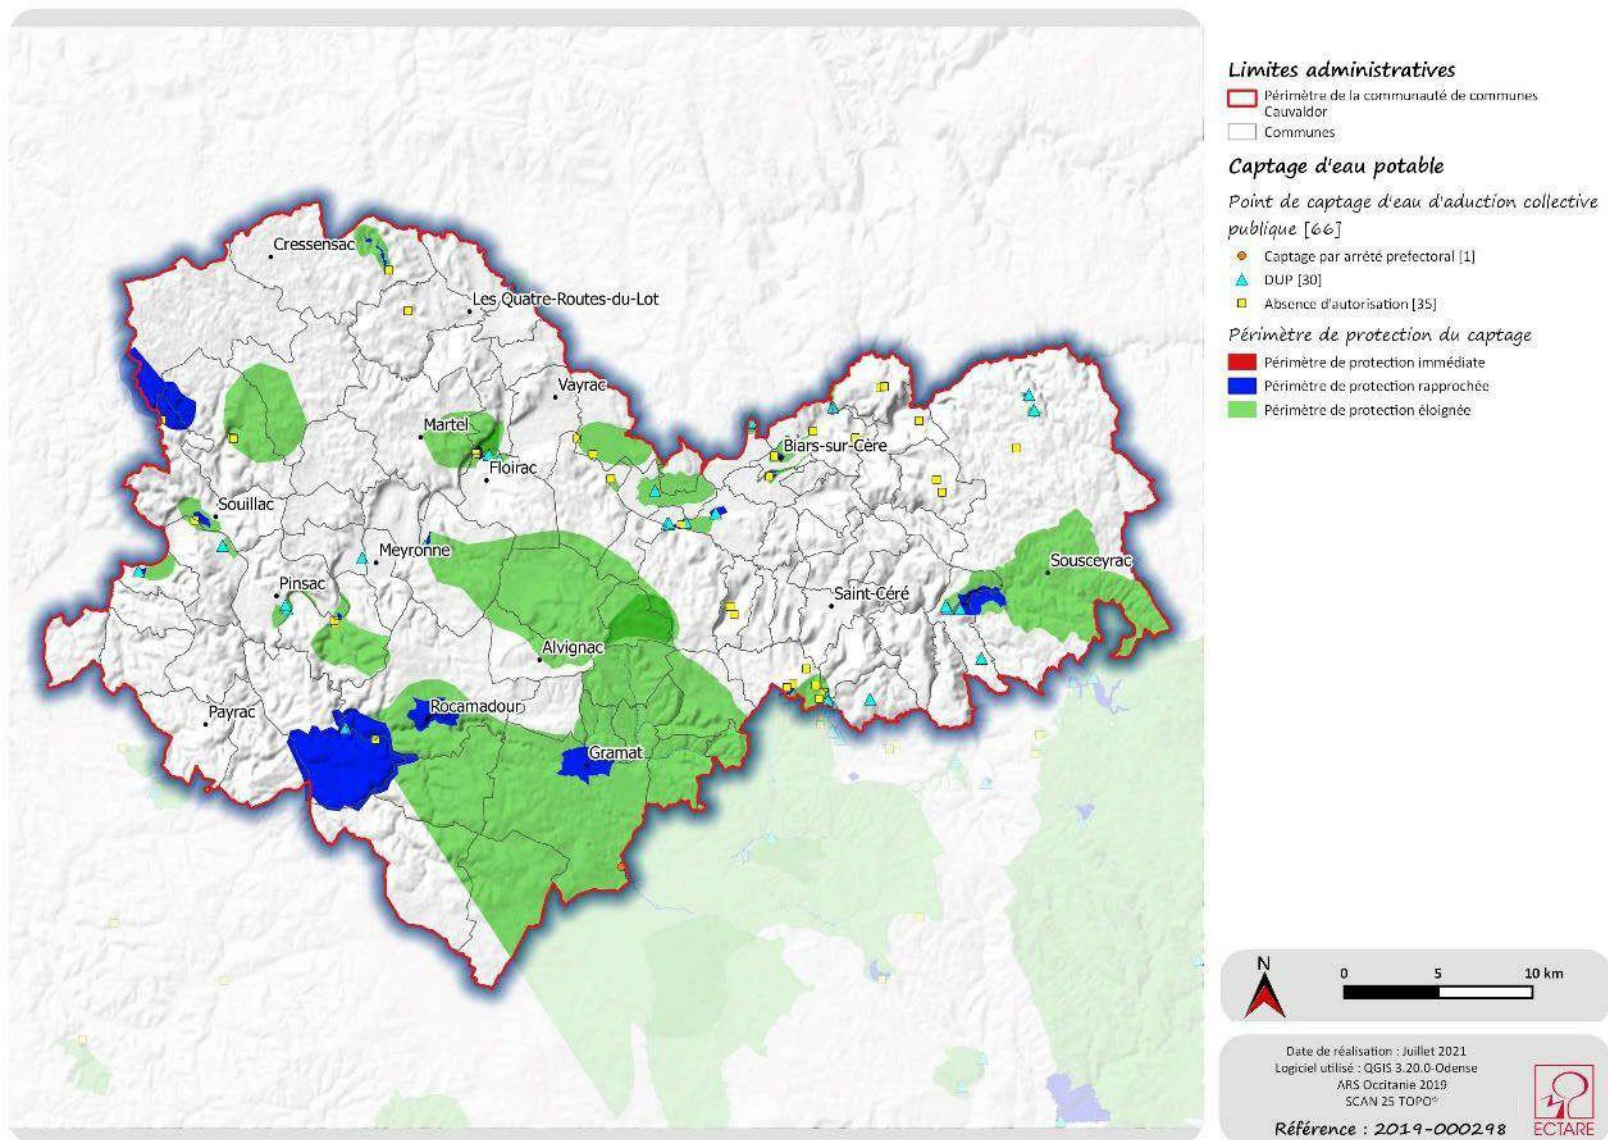 Limites administratives
Périmètre de la communauté de communes
Cauvaldor
Communes
Captage d'eau potable
Point de captage d'eau d'aduction collective
publique [66]
Captage par arrêté prefectoral [1]
DUP [30]
Absence d'autorisation [35]
Périmètre de protection du captage
Périmètre de protection immédiate
Périmètre de protection rapprochée
Périmètre de protection éloignée
Cressensac
Les Quatre-Routes-du-Lot
Vayrac
Martel
Floirac
Biars-sur-Cère
Souillac
Meyronne
Pinsac
Sousceyrac
Saint-Céré
Alvignac
Payrac
Rocamadour
Gramat
N
0 5 10 km
Date de réalisation : Juillet 2021
Logiciel utilisé : QGIS 3.20.0-Odense
ARS Occitanie 2019
SCAN 25 TOPO®
Référence : 2019-000298
ECTARE